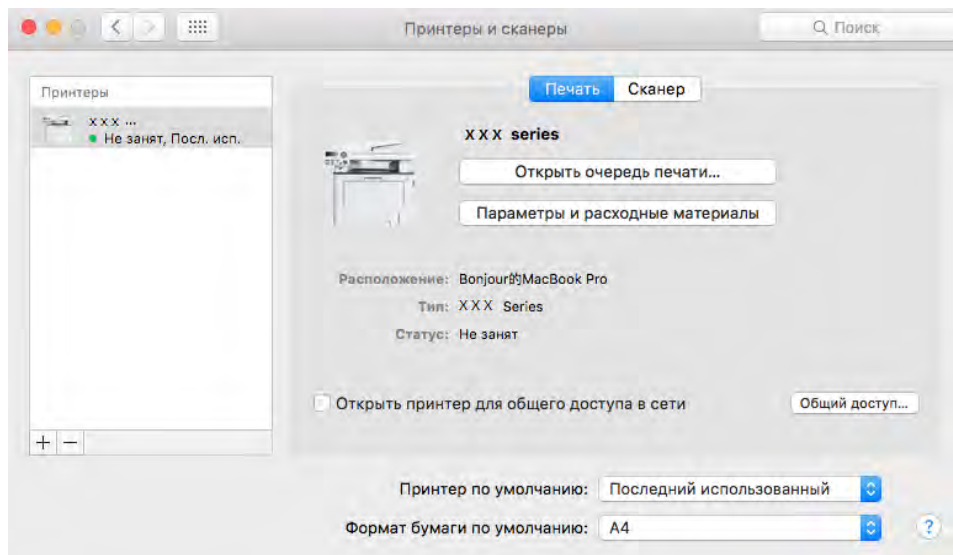 Принтеры и сканеры
Поиск
Принтеры
X X X ...
Не занят, Посл. исп.
Печать
Сканер
X X X series
Открыть очередь печати...
Параметры и расходные материалы
Расположение: Bonjour的MacBook Pro
Тип: X X X Series
Статус: Не занят
Открыть принтер для общего доступа в сети
Общий доступ...
+ −
Принтер по умолчанию: Последний использованный
Формат бумаги по умолчанию: A4
?